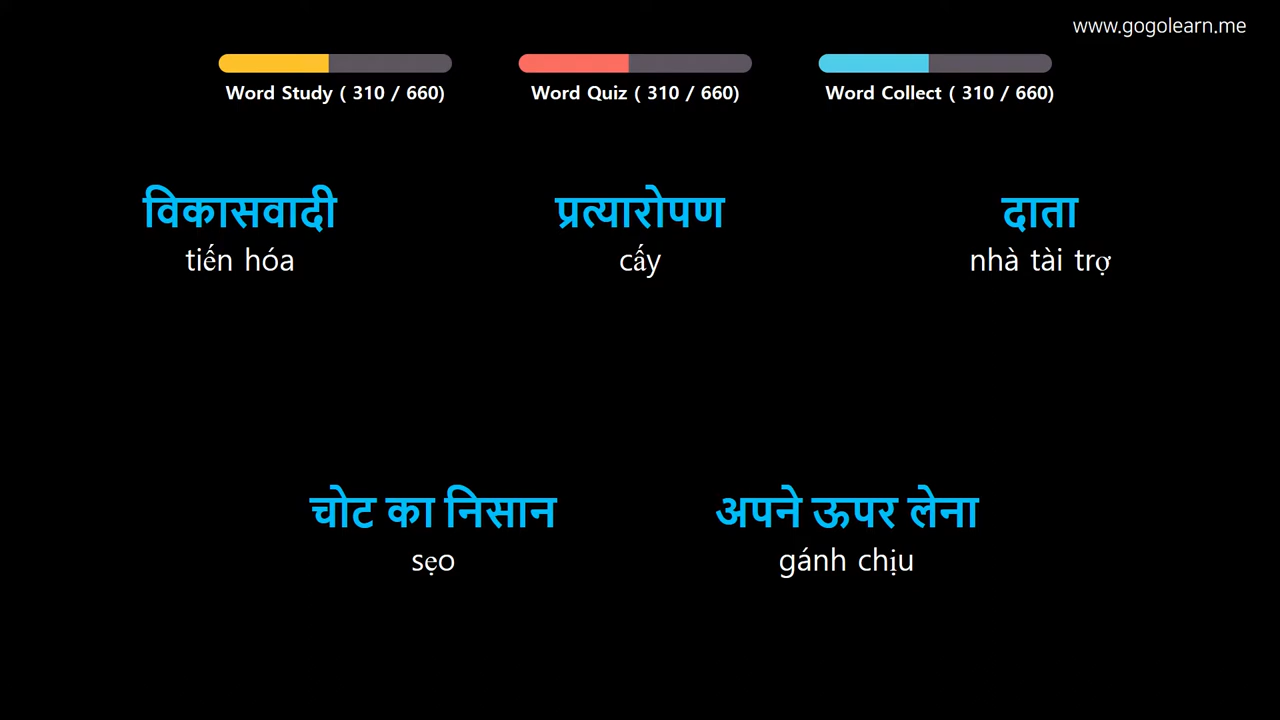 www.gogolearn.me
Word Study ( 310 / 660)
Word Quiz ( 310 / 660)
Word Collect ( 310 / 660)
विकासवादी
tiến hóa
प्रत्यारोपण
cấy
दाता
nhà tài trợ
चोट का निसान
sẹo
अपने ऊपर लेना
gánh chịu